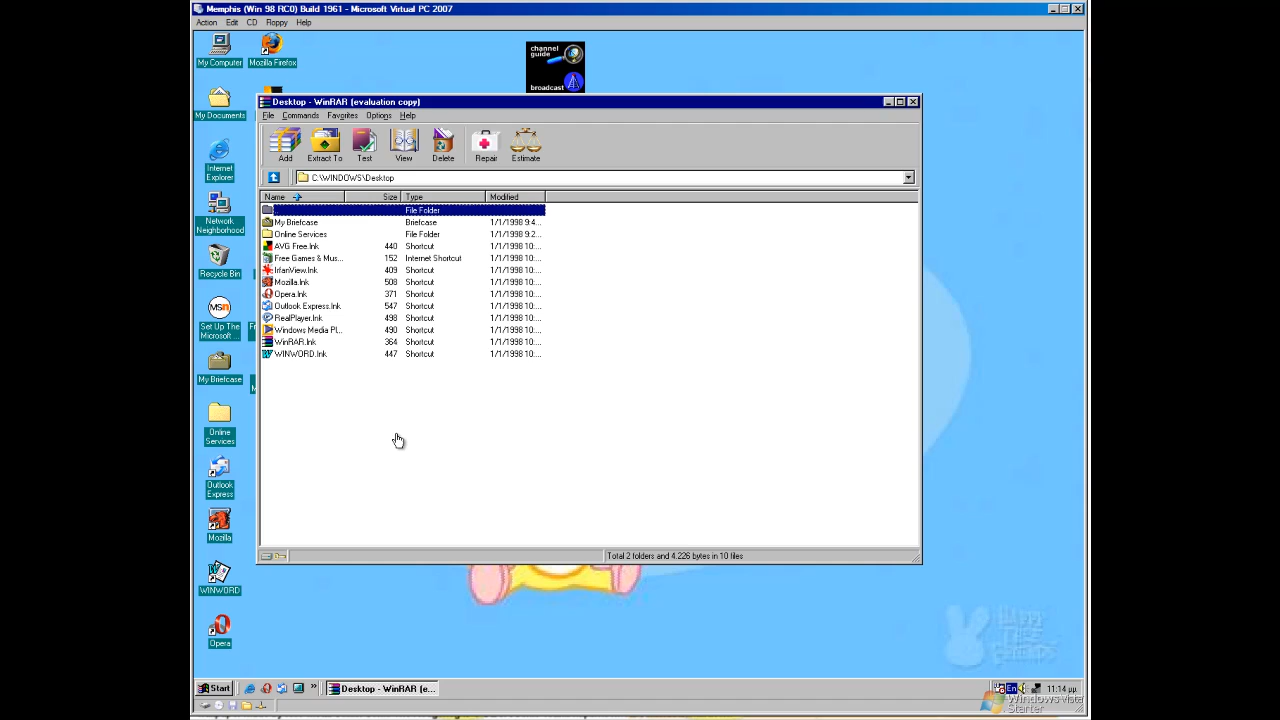 Memphis (Win 98 RC0) Build 1961 - Microsoft Virtual PC 2007
Action Edit CD Floppy Help
My Computer
Mozilla Firefox
channel guide
broadcast
My Documents
Internet Explorer
Network Neighborhood
Recycle Bin
msn
Set Up The Microsoft ...
My Briefcase
Online Services
Outlook Express
Mozilla
WINWORD
Opera
Desktop - WinRAR (evaluation copy)
File Commands Favorites Options Help
Add Extract To Test View Delete Repair Estimate
C:\WINDOWS\Desktop
Name Size Type Modified
File Folder
My Briefcase Briefcase 1/1/1998 9:4...
Online Services File Folder 1/1/1998 9:2...
AVG Free.lnk 440 Shortcut 1/1/1998 10:...
Free Games & Mus... 152 Internet Shortcut 1/1/1998 10:...
IrfanView.lnk 409 Shortcut 1/1/1998 10:...
Mozilla.lnk 508 Shortcut 1/1/1998 10:...
Opera.lnk 371 Shortcut 1/1/1998 10:...
Outlook Express.lnk 547 Shortcut 1/1/1998 10:...
RealPlayer.lnk 498 Shortcut 1/1/1998 10:...
Windows Media Pl... 490 Shortcut 1/1/1998 10:...
WinRAR.lnk 364 Shortcut 1/1/1998 10:...
WINWORD.lnk 447 Shortcut 1/1/1998 10:...
Total 2 folders and 4.226 bytes in 10 files
HAPPY TREE FRIENDS
Start » Desktop - WinRAR (e... En 11:14 μμ
Windows Vista
Starter